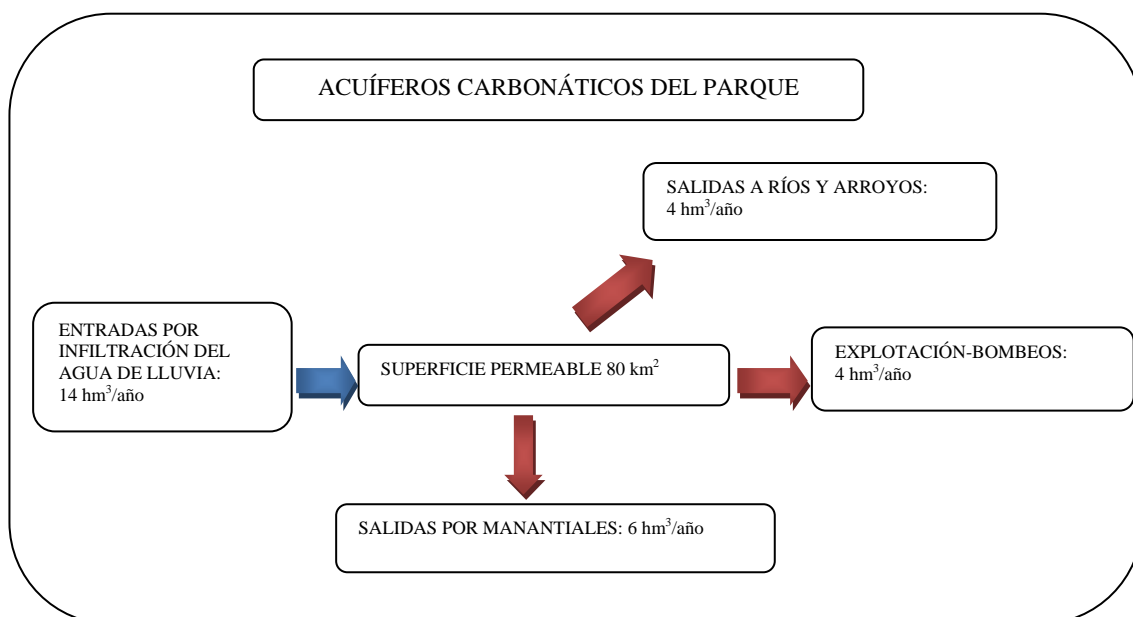 ACUÍFEROS CARBONÁTICOS DEL PARQUE
SALIDAS A RÍOS Y ARROYOS:
4 hm³/año
ENTRADAS POR
INFILTRACIÓN DEL
AGUA DE LLUVIA:
14 hm³/año
SUPERFICIE PERMEABLE 80 km²
EXPLOTACIÓN-BOMBEOS:
4 hm³/año
SALIDAS POR MANANTIALES: 6 hm³/año